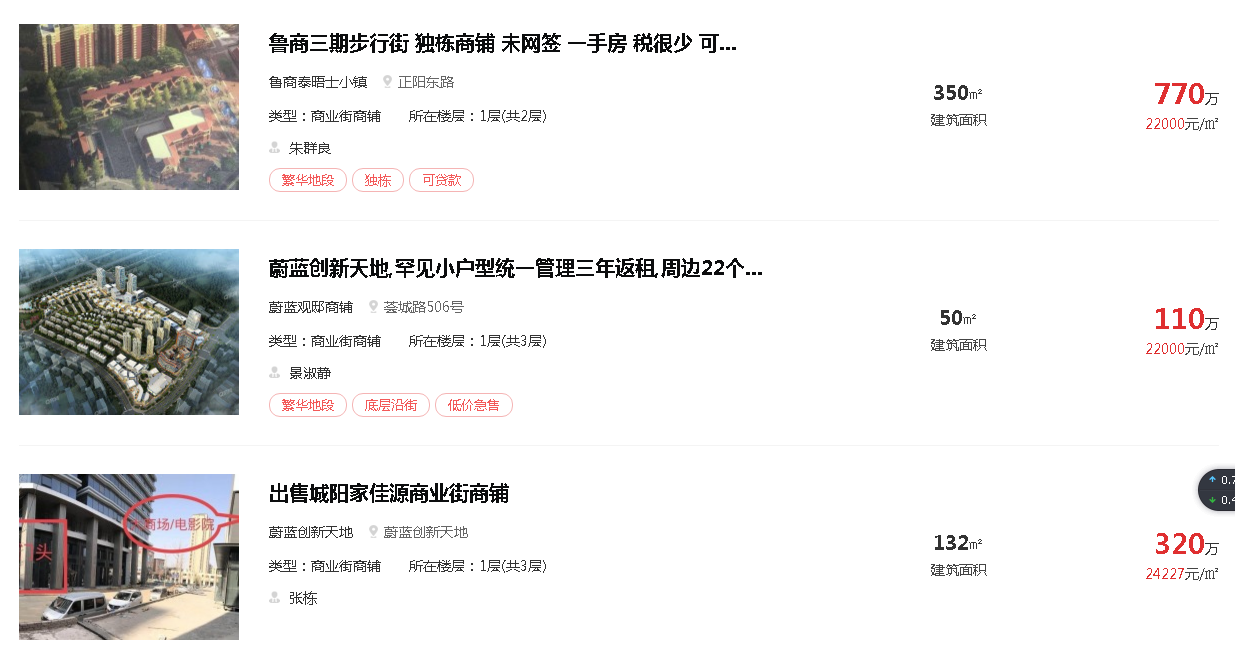 鲁商三期步行街 独栋商铺 未网签 一手房 税很少 可...
鲁商泰晤士小镇 正阳东路
类型：商业街商铺 所在楼层：1层(共2层)
朱群良
繁华地段 独栋 可贷款
350m²
建筑面积
770万
22000元/m²
蔚蓝创新天地,罕见小户型统一管理三年返租,周边22个...
蔚蓝观邸商铺 荟城路506号
类型：商业街商铺 所在楼层：1层(共3层)
景淑静
繁华地段 底层沿街 低价急售
50m²
建筑面积
110万
22000元/m²
商场/电影院
头
出售城阳家佳源商业街商铺
蔚蓝创新天地 蔚蓝创新天地
类型：商业街商铺 所在楼层：1层(共3层)
张栋
132m²
建筑面积
320万
24227元/m²
0.7
0.4